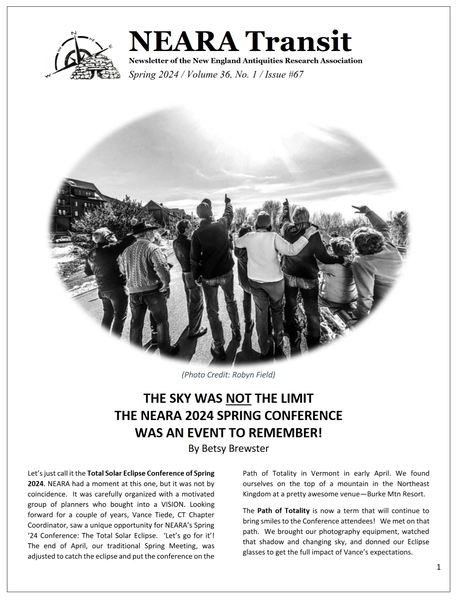 NEARA Transit
Newsletter of the New England Antiquities Research Association
Spring 2024 / Volume 36, No. 1 / Issue #67
(Photo Credit: Robyn Field)
THE SKY WAS NOT THE LIMIT
THE NEARA 2024 SPRING CONFERENCE
WAS AN EVENT TO REMEMBER!
By Betsy Brewster
Let's just call it the Total Solar Eclipse Conference of Spring
2024. NEARA had a moment at this one, but it was not by
coincidence. It was carefully organized with a motivated
group of planners who bought into a VISION. Looking
forward for a couple of years, Vance Tiede, CT Chapter
Coordinator, saw a unique opportunity for NEARA's Spring
'24 Conference: The Total Solar Eclipse. 'Let's go for it'!
The end of April, our traditional Spring Meeting, was
adjusted to catch the eclipse and put the conference on the
Path of Totality in Vermont in early April. We found
ourselves on the top of a mountain in the Northeast
Kingdom at a pretty awesome venue—Burke Mtn Resort.
The Path of Totality is now a term that will continue to
bring smiles to the Conference attendees! We met on that
path. We brought our photography equipment, watched
that shadow and changing sky, and donned our Eclipse
glasses to get the full impact of Vance's expectations.
1